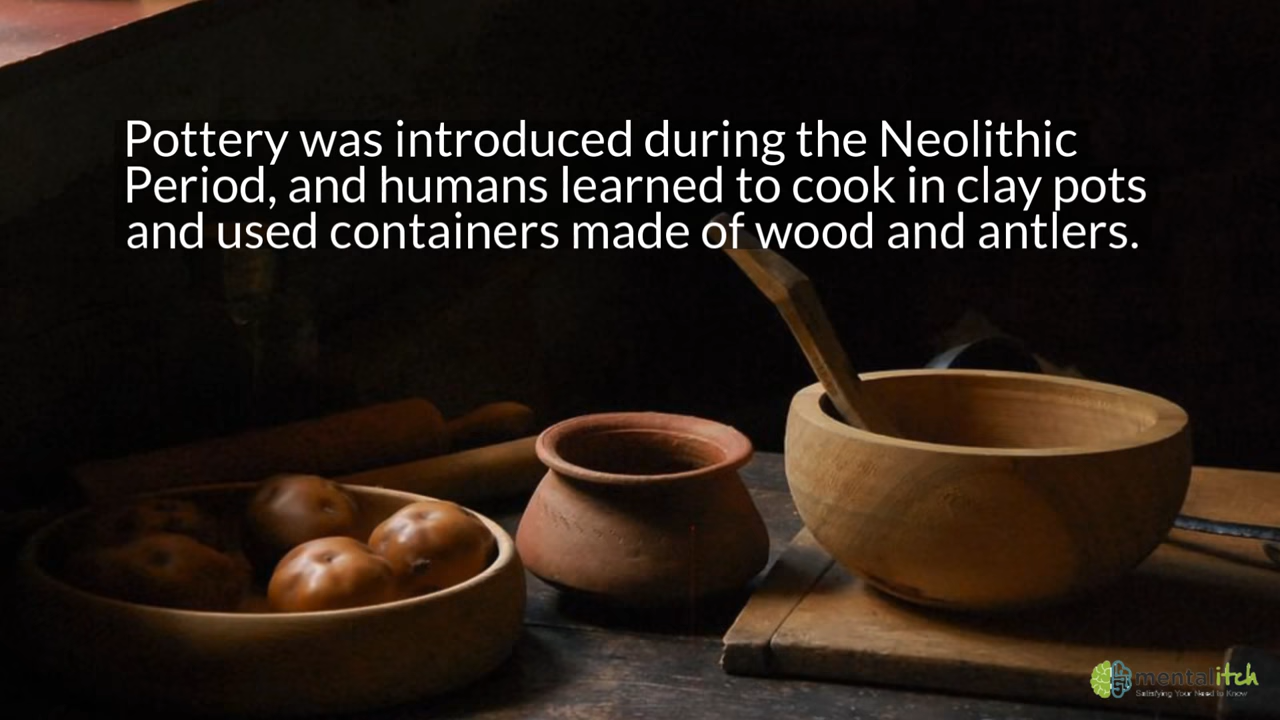 Pottery was introduced during the Neolithic
Period, and humans learned to cook in clay pots
and used containers made of wood and antlers.
mentalitch
Satisfying Your Need to Know